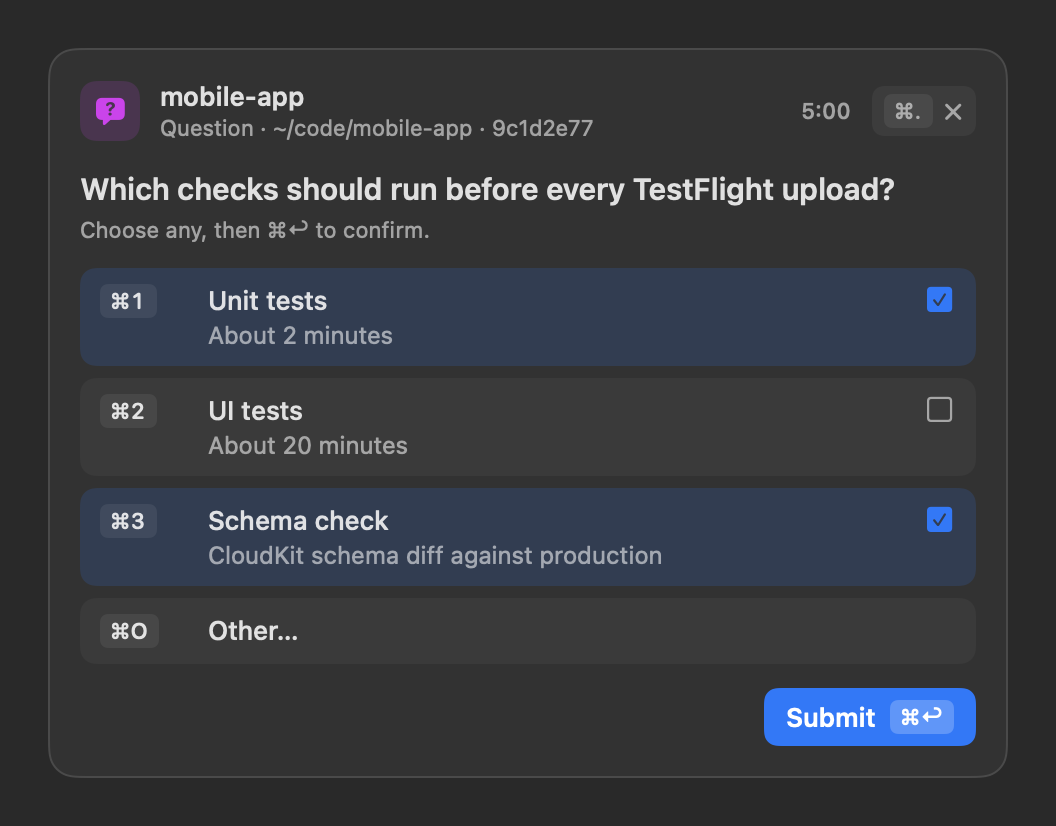 ?
mobile-app
Question · ~/code/mobile-app · 9c1d2e77
5:00
⌘.
Which checks should run before every TestFlight upload?
Choose any, then ⌘↩ to confirm.
⌘1 Unit tests
About 2 minutes
⌘2 UI tests
About 20 minutes
⌘3 Schema check
CloudKit schema diff against production
⌘O Other...
Submit ⌘↩